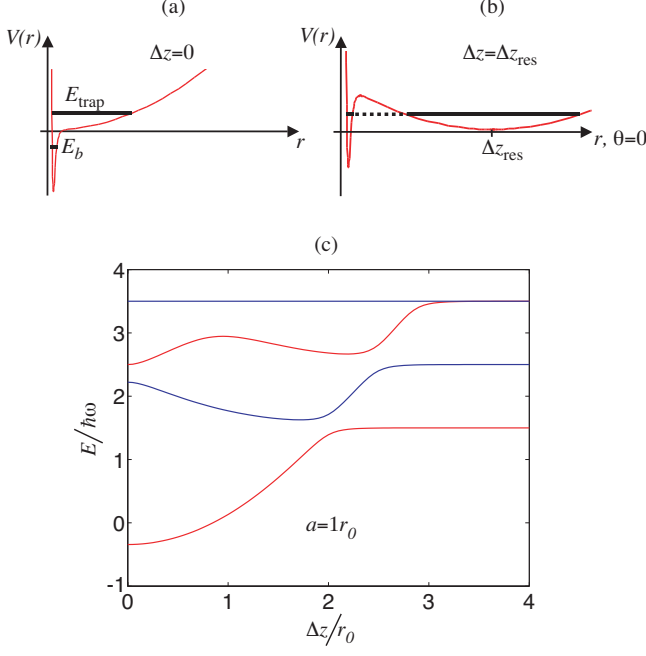 (a)
(b)
V(r)
Δz=0
V(r)
Δz=Δz_res
E_trap
E_b
r
Δz_res
r, θ=0
(c)
4
3
2
1
0
-1
E/ħω
a=1r_0
0
1
2
3
4
Δz/r_0